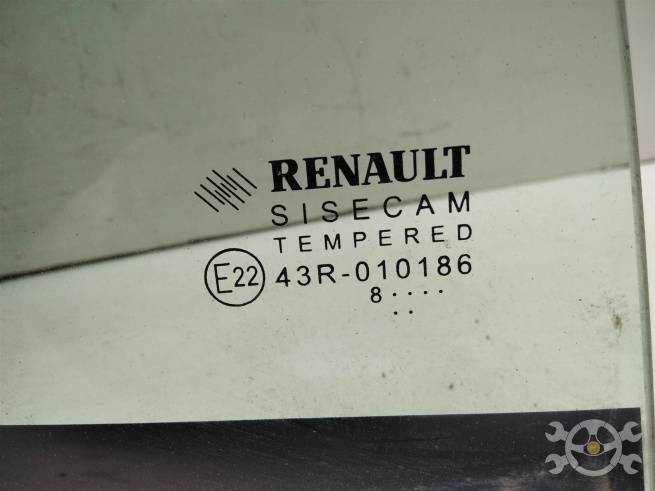 RENAULT
SISECAM
TEMPERED
E22 43R-010186
8....
..